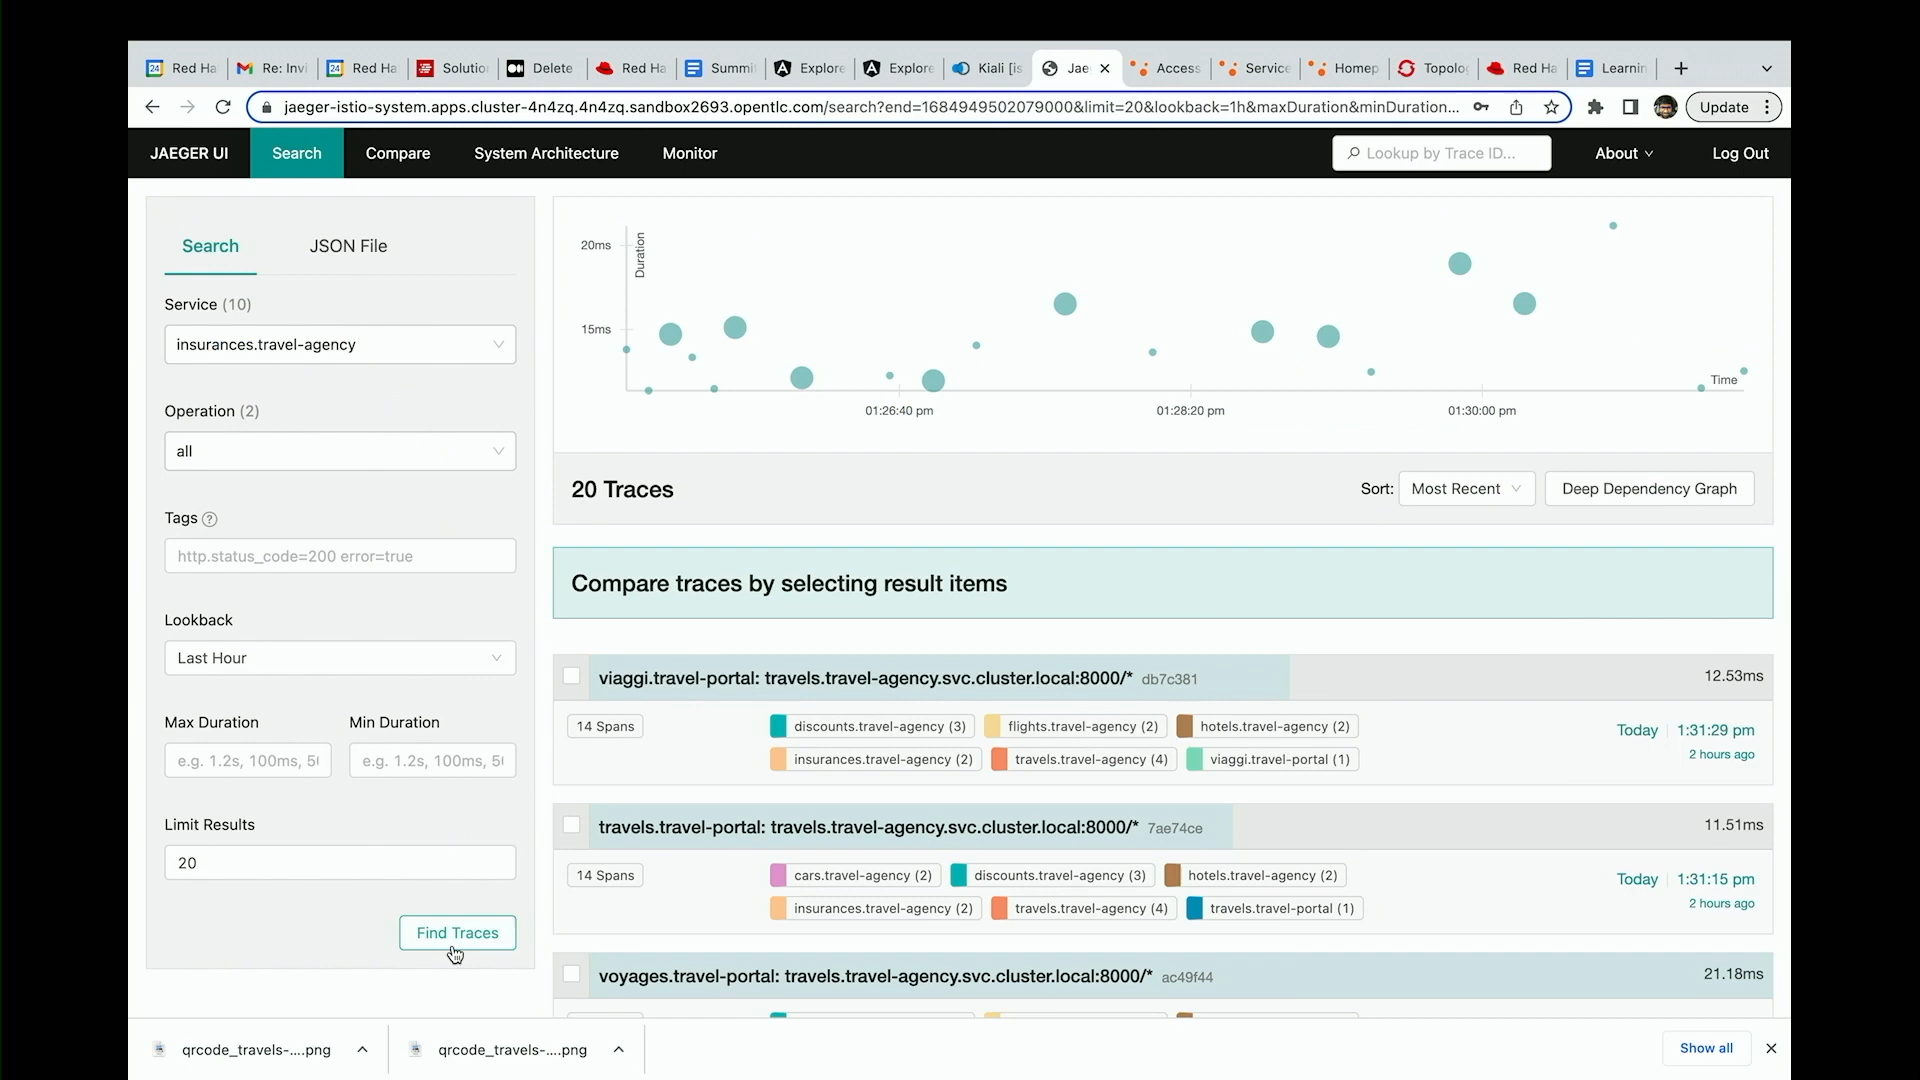 Red Ha
Re: Invi
Red Ha
Solutio
Delete
Red Ha
Summi
Explore
Explore
Kiali [is
Jae
Access
Service
Homep
Topolog
Red Ha
Learnin
jaeger-istio-system.apps.cluster-4n4zq.4n4zq.sandbox2693.opentlc.com/search?end=1684949502079000&limit=20&lookback=1h&maxDuration&minDuration...
Update
JAEGER UI
Search
Compare
System Architecture
Monitor
Lookup by Trace ID...
About
Log Out
Search
JSON File
Service (10)
insurances.travel-agency
Operation (2)
all
Tags ?
http.status_code=200 error=true
Lookback
Last Hour
Max Duration
Min Duration
e.g. 1.2s, 100ms, 5
e.g. 1.2s, 100ms, 5
Limit Results
20
Find Traces
Duration
20ms
15ms
Time
01:26:40 pm
01:28:20 pm
01:30:00 pm
20 Traces
Sort:
Most Recent
Deep Dependency Graph
Compare traces by selecting result items
viaggi.travel-portal: travels.travel-agency.svc.cluster.local:8000/* db7c381
12.53ms
14 Spans
discounts.travel-agency (3)
flights.travel-agency (2)
hotels.travel-agency (2)
insurances.travel-agency (2)
travels.travel-agency (4)
viaggi.travel-portal (1)
Today
1:31:29 pm
2 hours ago
travels.travel-portal: travels.travel-agency.svc.cluster.local:8000/* 7ae74ce
11.51ms
14 Spans
cars.travel-agency (2)
discounts.travel-agency (3)
hotels.travel-agency (2)
insurances.travel-agency (2)
travels.travel-agency (4)
travels.travel-portal (1)
Today
1:31:15 pm
2 hours ago
voyages.travel-portal: travels.travel-agency.svc.cluster.local:8000/* ac49f44
21.18ms
qrcode_travels-....png
qrcode_travels-....png
Show all